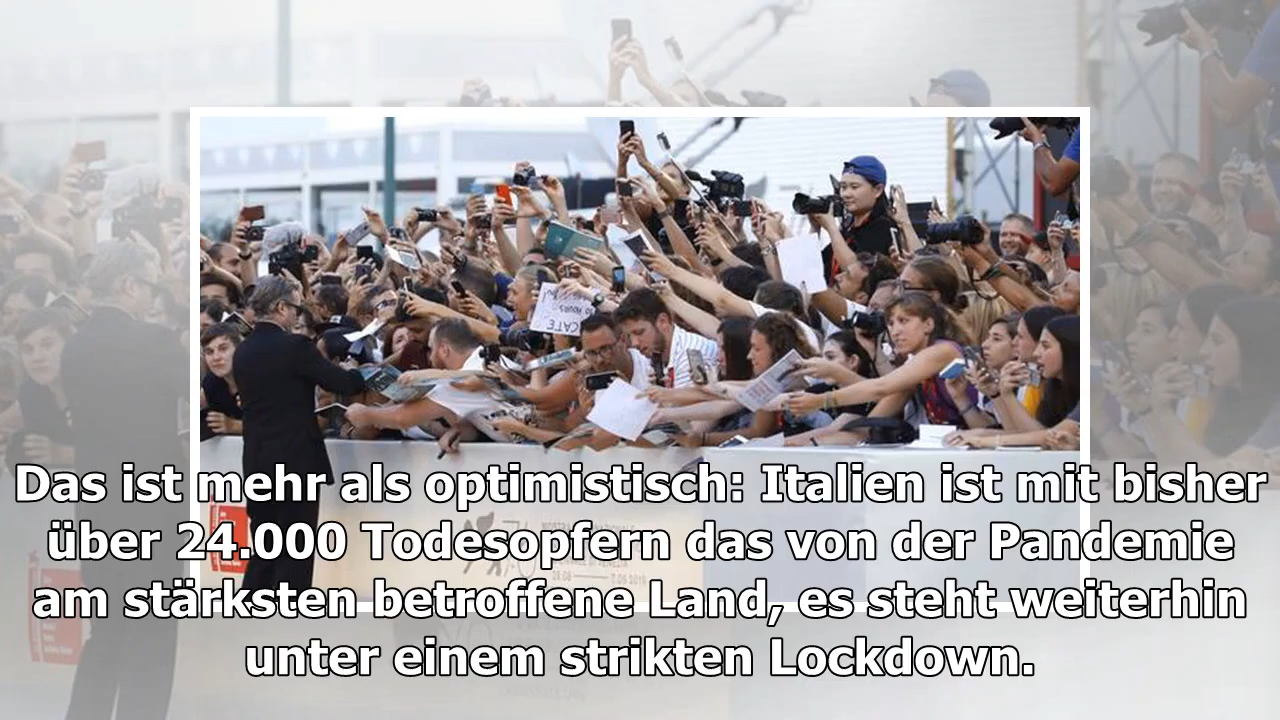 Das ist mehr als optimistisch: Italien ist mit bisher
über 24.000 Todesopfern das von der Pandemie
am stärksten betroffene Land, es steht weiterhin
unter einem strikten Lockdown.